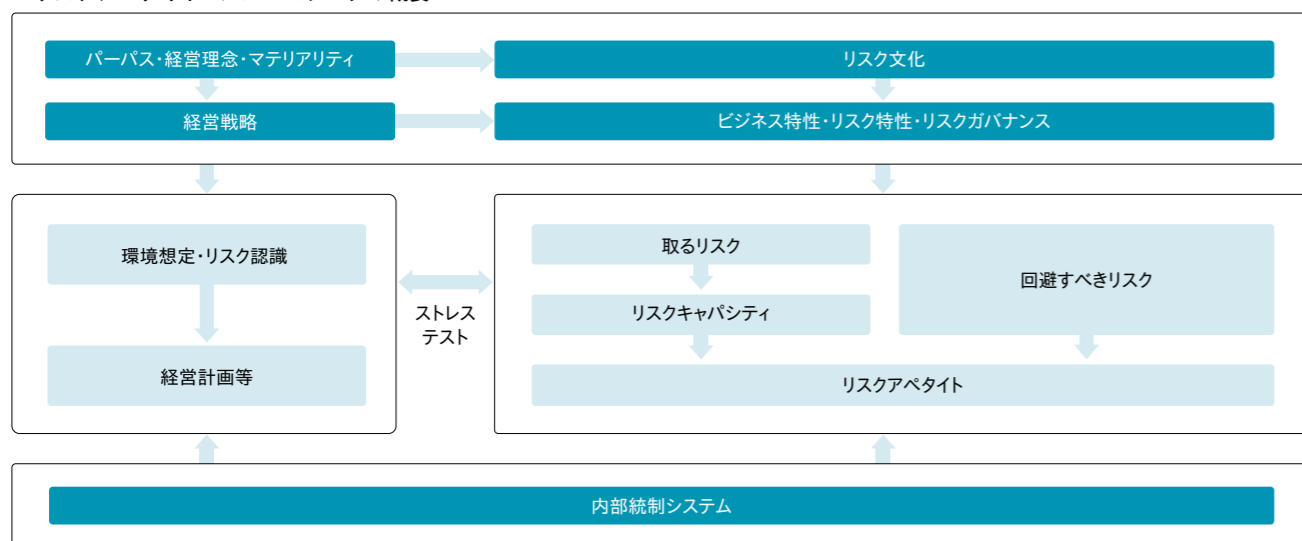 パーパス・経営理念・マテリアリティ
リスク文化
経営戦略
ビジネス特性・リスク特性・リスクガバナンス
環境想定・リスク認識
取るリスク
回避すべきリスク
ストレス
テスト
リスクキャパシティ
経営計画等
リスクアペタイト
内部統制システム